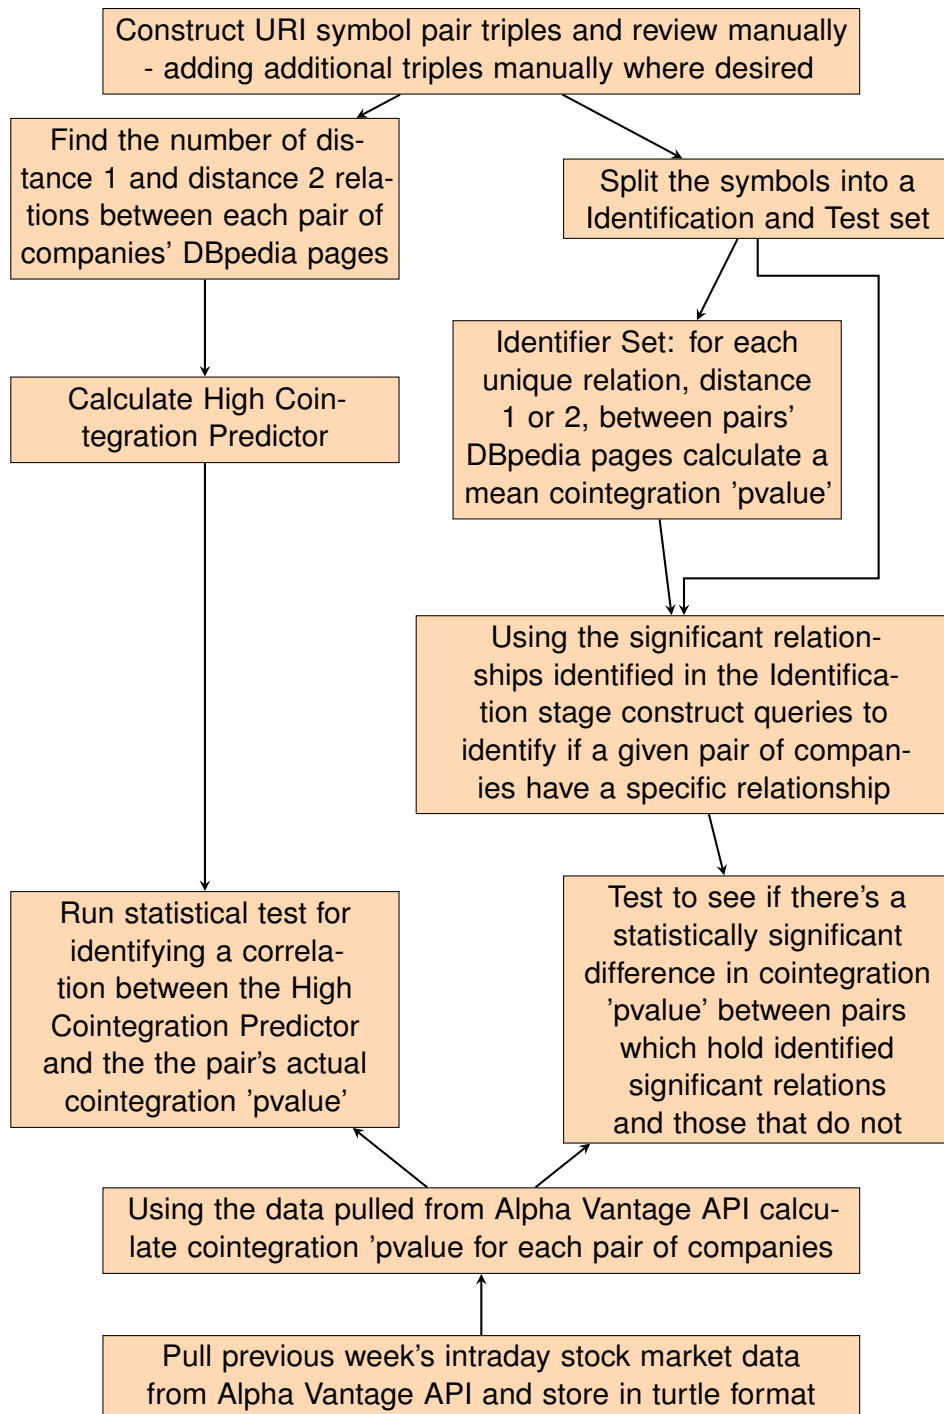 Construct URI symbol pair triples and review manually
- adding additional triples manually where desired
Find the number of dis-
tance 1 and distance 2 rela-
tions between each pair of
companies' DBpedia pages
Split the symbols into a
Identification and Test set
Identifier Set: for each
unique relation, distance
1 or 2, between pairs'
DBpedia pages calculate a
mean cointegration 'pvalue'
Calculate High Coin-
tegration Predictor
Using the significant relation-
ships identified in the Identifica-
tion stage construct queries to
identify if a given pair of compan-
ies have a specific relationship
Run statistical test for
identifying a correla-
tion between the High
Cointegration Predictor
and the the pair's actual
cointegration 'pvalue'
Test to see if there's a
statistically significant
difference in cointegration
'pvalue' between pairs
which hold identified
significant relations
and those that do not
Using the data pulled from Alpha Vantage API calcu-
late cointegration 'pvalue for each pair of companies
Pull previous week's intraday stock market data
from Alpha Vantage API and store in turtle format